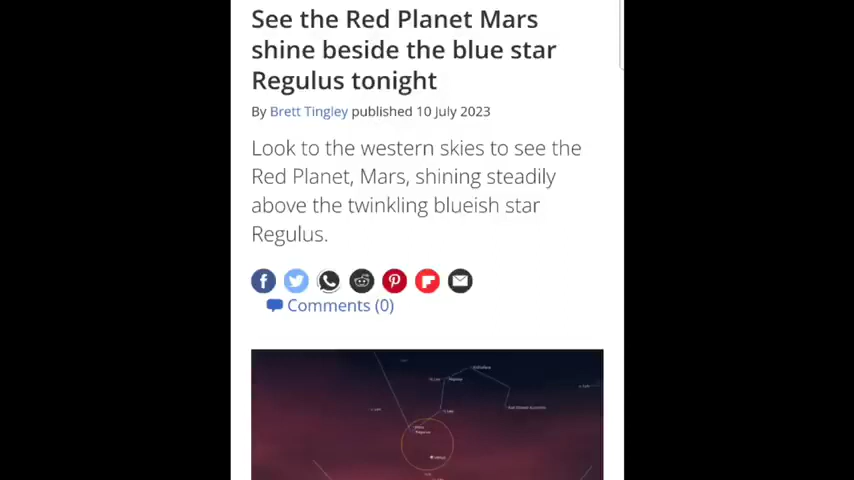 See the Red Planet Mars
shine beside the blue star
Regulus tonight
By Brett Tingley published 10 July 2023
Look to the western skies to see the
Red Planet, Mars, shining steadily
above the twinkling blueish star
Regulus.
Comments (0)